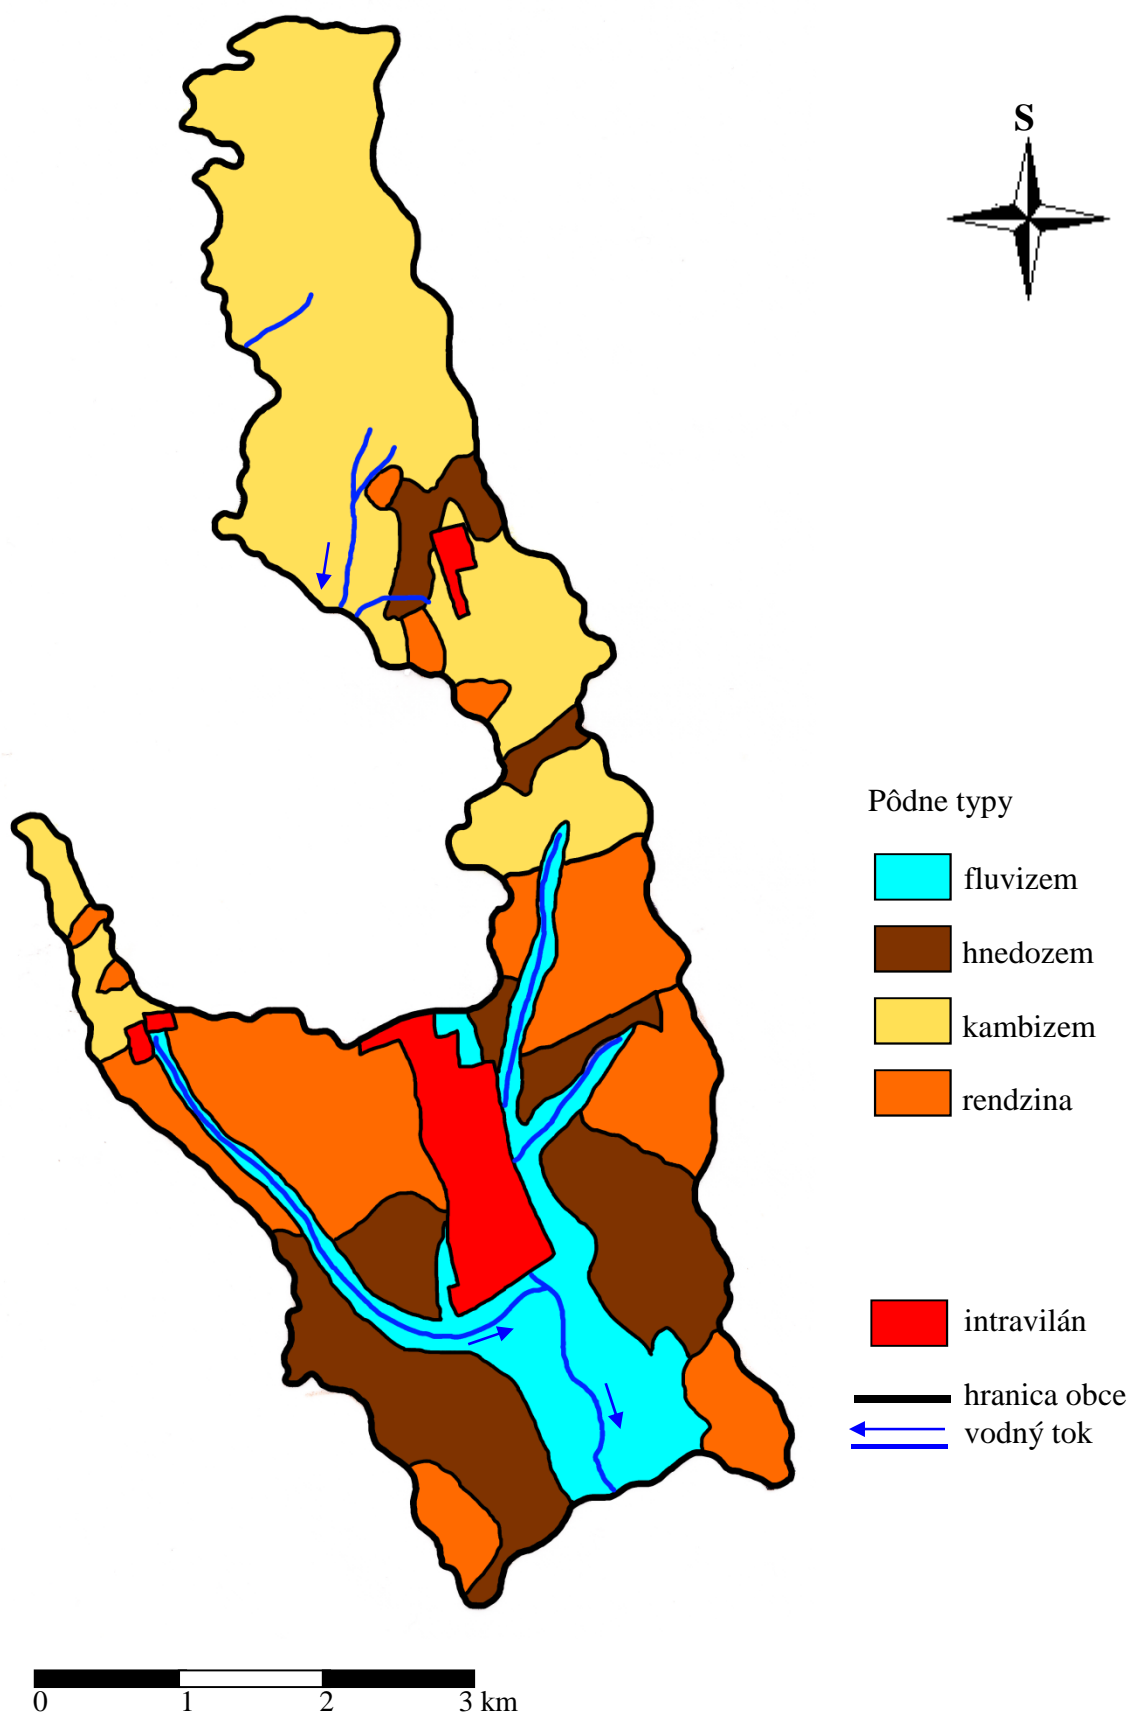 S
Pôdne typy
fluvizem
hnedozem
kambizem
rendzina
intravilán
hranica obce
vodný tok
0 1 2 3 km